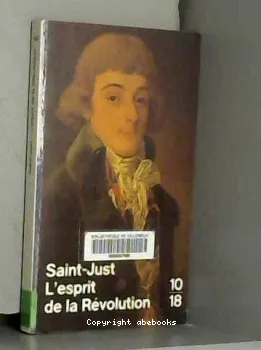 Saint-Just
L'esprit
de la Révolution
10
18
Copyright abebooks